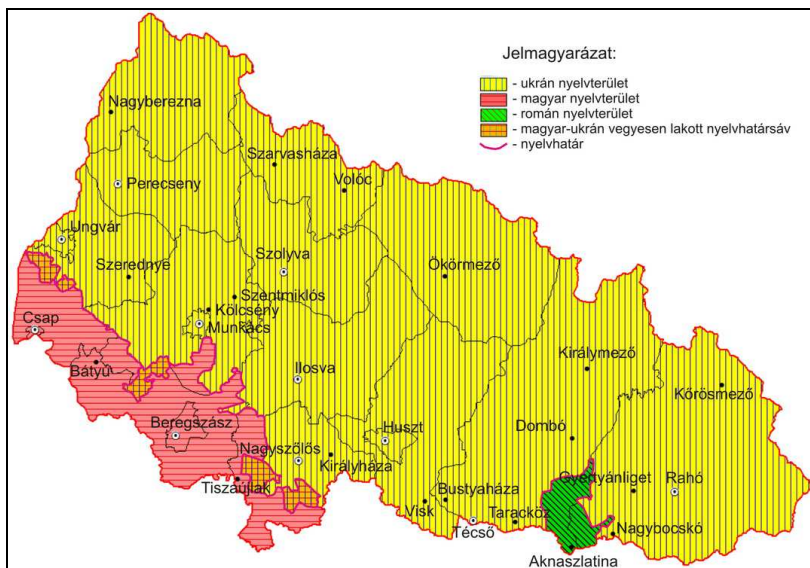 Jelmagyarázat:
- ukrán nyelvterület
- magyar nyelvterület
- román nyelvterület
- magyar-ukrán vegyesen lakott nyelvhatársáv
- nyelvhatár
Nagyberezna
Szarvasháza
Volóc
Perecseny
Ungvár
Szerednye
Szolyva
Ökörmező
Szentmiklós
Kölcsény
Munkács
Csap
Bátyú
Ilosva
Királymező
Kőrösmező
Beregszász
Huszt
Dombó
Nagyszőlős
Királyháza
Tiszaújlak
Gyertyánliget
Rahó
Bustyaháza
Visk
Técső
Taracköz
Nagybocskó
Aknaszlatina